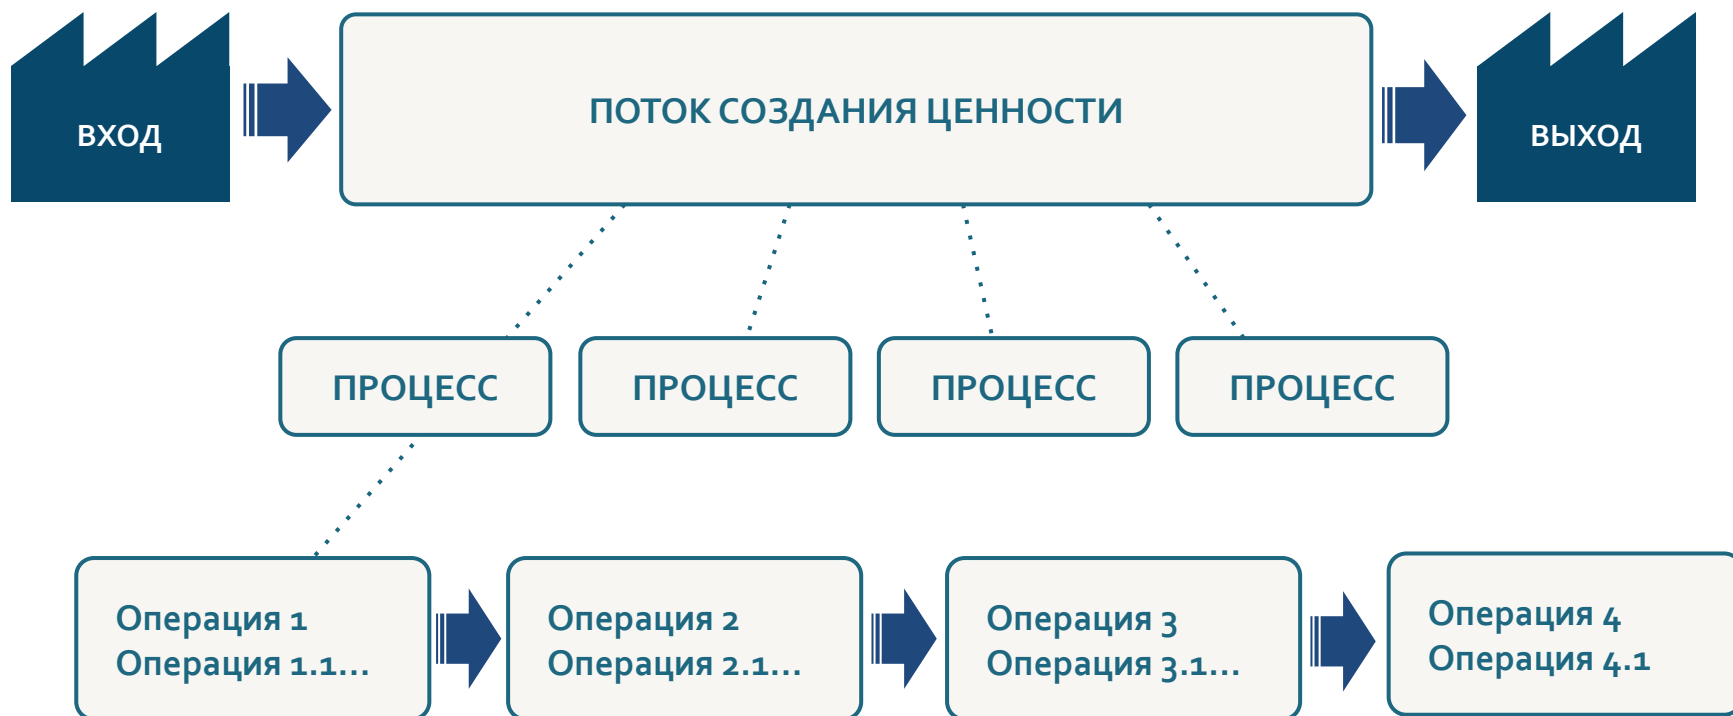 ВХОД
ПОТОК СОЗДАНИЯ ЦЕННОСТИ
ВЫХОД
ПРОЦЕСС
ПРОЦЕСС
ПРОЦЕСС
ПРОЦЕСС
Операция 1
Операция 1.1...
Операция 2
Операция 2.1...
Операция 3
Операция 3.1...
Операция 4
Операция 4.1